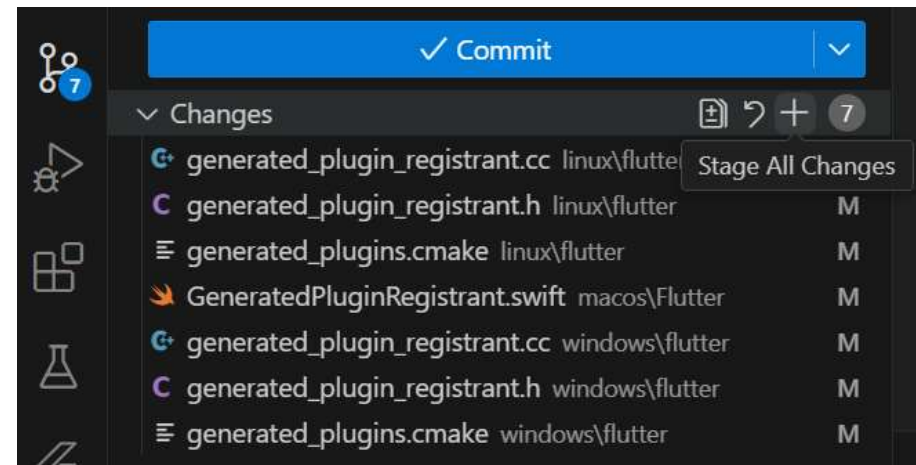 Commit
7
Changes 7
generated_plugin_registrant.cc linux\flutte
Stage All Changes
generated_plugin_registrant.h linux\flutter M
generated_plugins.cmake linux\flutter M
GeneratedPluginRegistrant.swift macos\Flutter M
generated_plugin_registrant.cc windows\flutter M
generated_plugin_registrant.h windows\flutter M
generated_plugins.cmake windows\flutter M